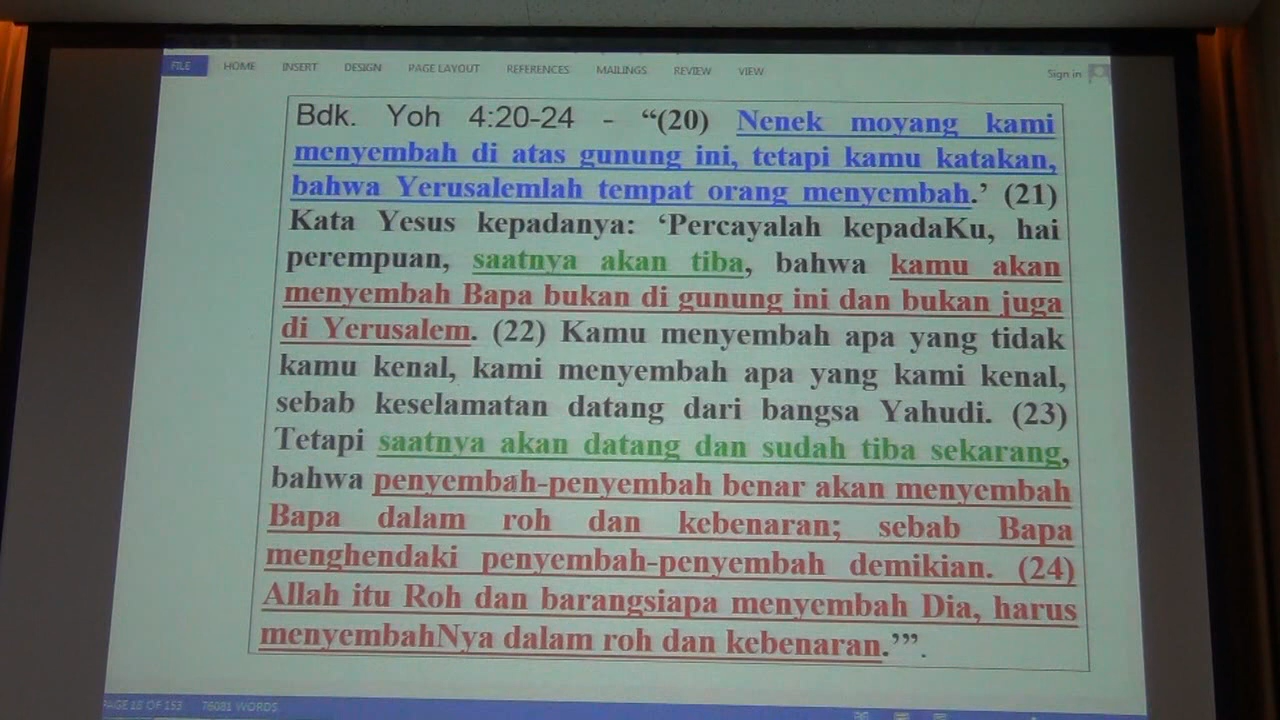 FILE HOME INSERT DESIGN PAGE LAYOUT REFERENCES MAILINGS REVIEW VIEW Sign in
Bdk. Yoh 4:20-24 - “(20) Nenek moyang kami
menyembah di atas gunung ini, tetapi kamu katakan,
bahwa Yerusalemlah tempat orang menyembah.’ (21)
Kata Yesus kepadanya: ‘Percayalah kepadaKu, hai
perempuan, saatnya akan tiba, bahwa kamu akan
menyembah Bapa bukan di gunung ini dan bukan juga
di Yerusalem. (22) Kamu menyembah apa yang tidak
kamu kenal, kami menyembah apa yang kami kenal,
sebab keselamatan datang dari bangsa Yahudi. (23)
Tetapi saatnya akan datang dan sudah tiba sekarang,
bahwa penyembah-penyembah benar akan menyembah
Bapa dalam roh dan kebenaran; sebab Bapa
menghendaki penyembah-penyembah demikian. (24)
Allah itu Roh dan barangsiapa menyembah Dia, harus
menyembahNya dalam roh dan kebenaran.’”.
PAGE 18 OF 153 76081 WORDS